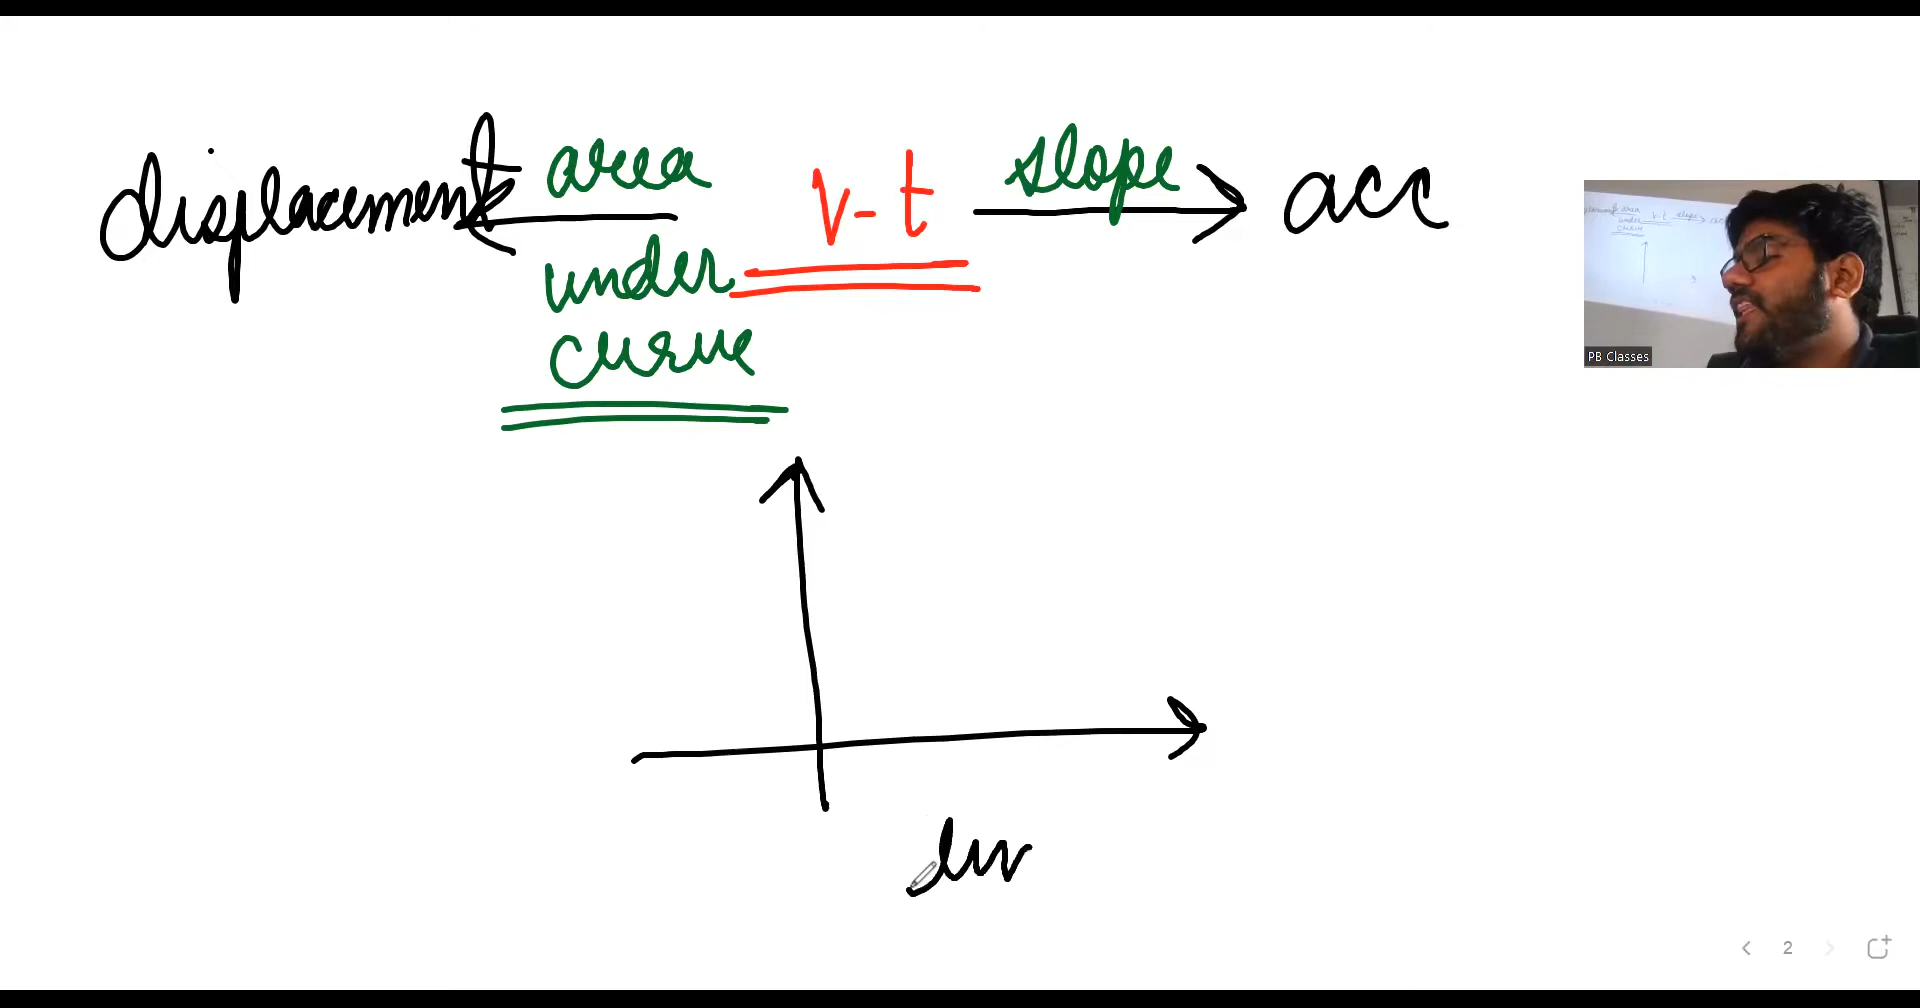 displacement area v-t slope acc
under
curve
PB Classes
2